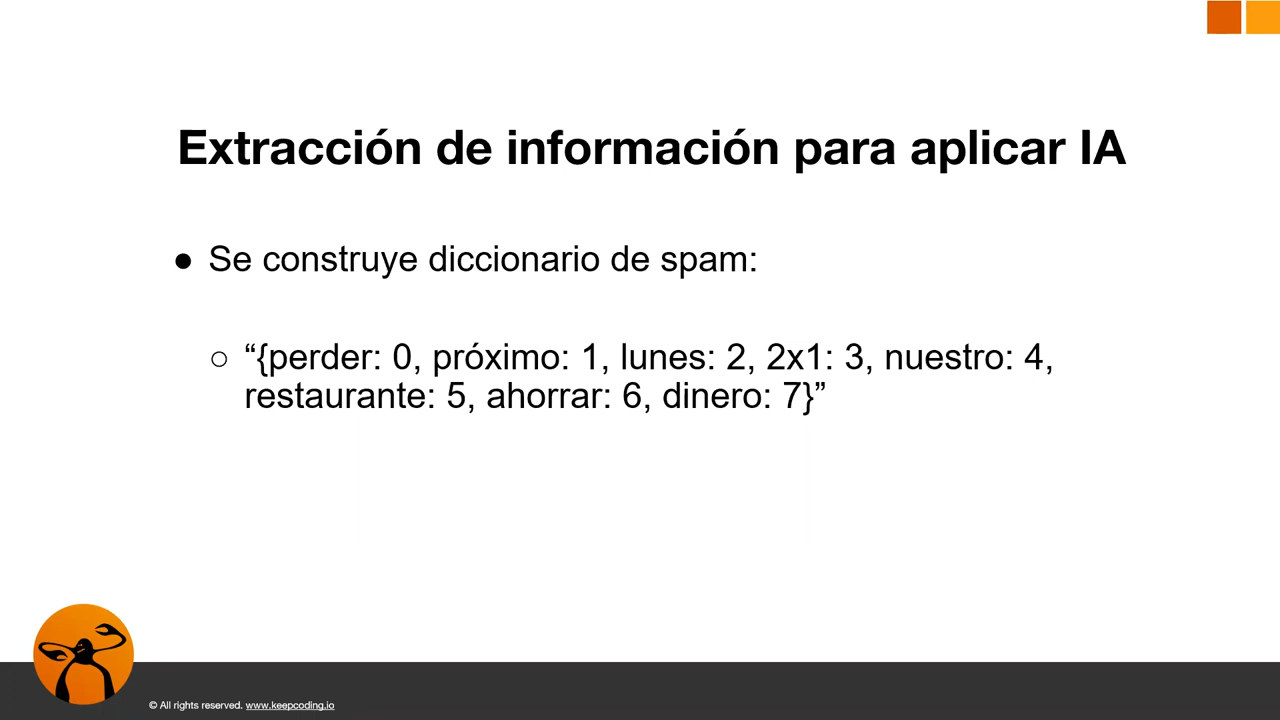 Extracción de información para aplicar IA
● Se construye diccionario de spam:
○ “{perder: 0, próximo: 1, lunes: 2, 2x1: 3, nuestro: 4,
restaurante: 5, ahorrar: 6, dinero: 7}”
© All rights reserved. www.keepcoding.io